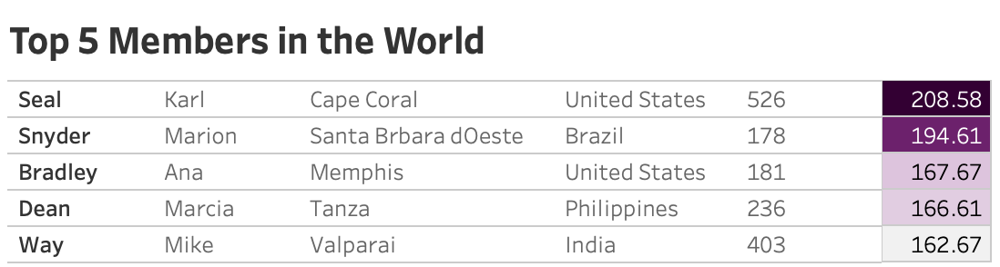 Top 5 Members in the World
Seal Karl Cape Coral United States 526 208.58
Snyder Marion Santa Brbara dOeste Brazil 178 194.61
Bradley Ana Memphis United States 181 167.67
Dean Marcia Tanza Philippines 236 166.61
Way Mike Valparai India 403 162.67